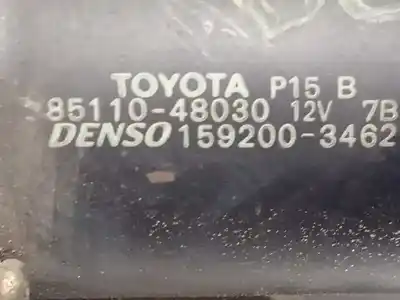 TOYOTA P15 B
85110-48030 12V 7B
DENSO 159200-3462